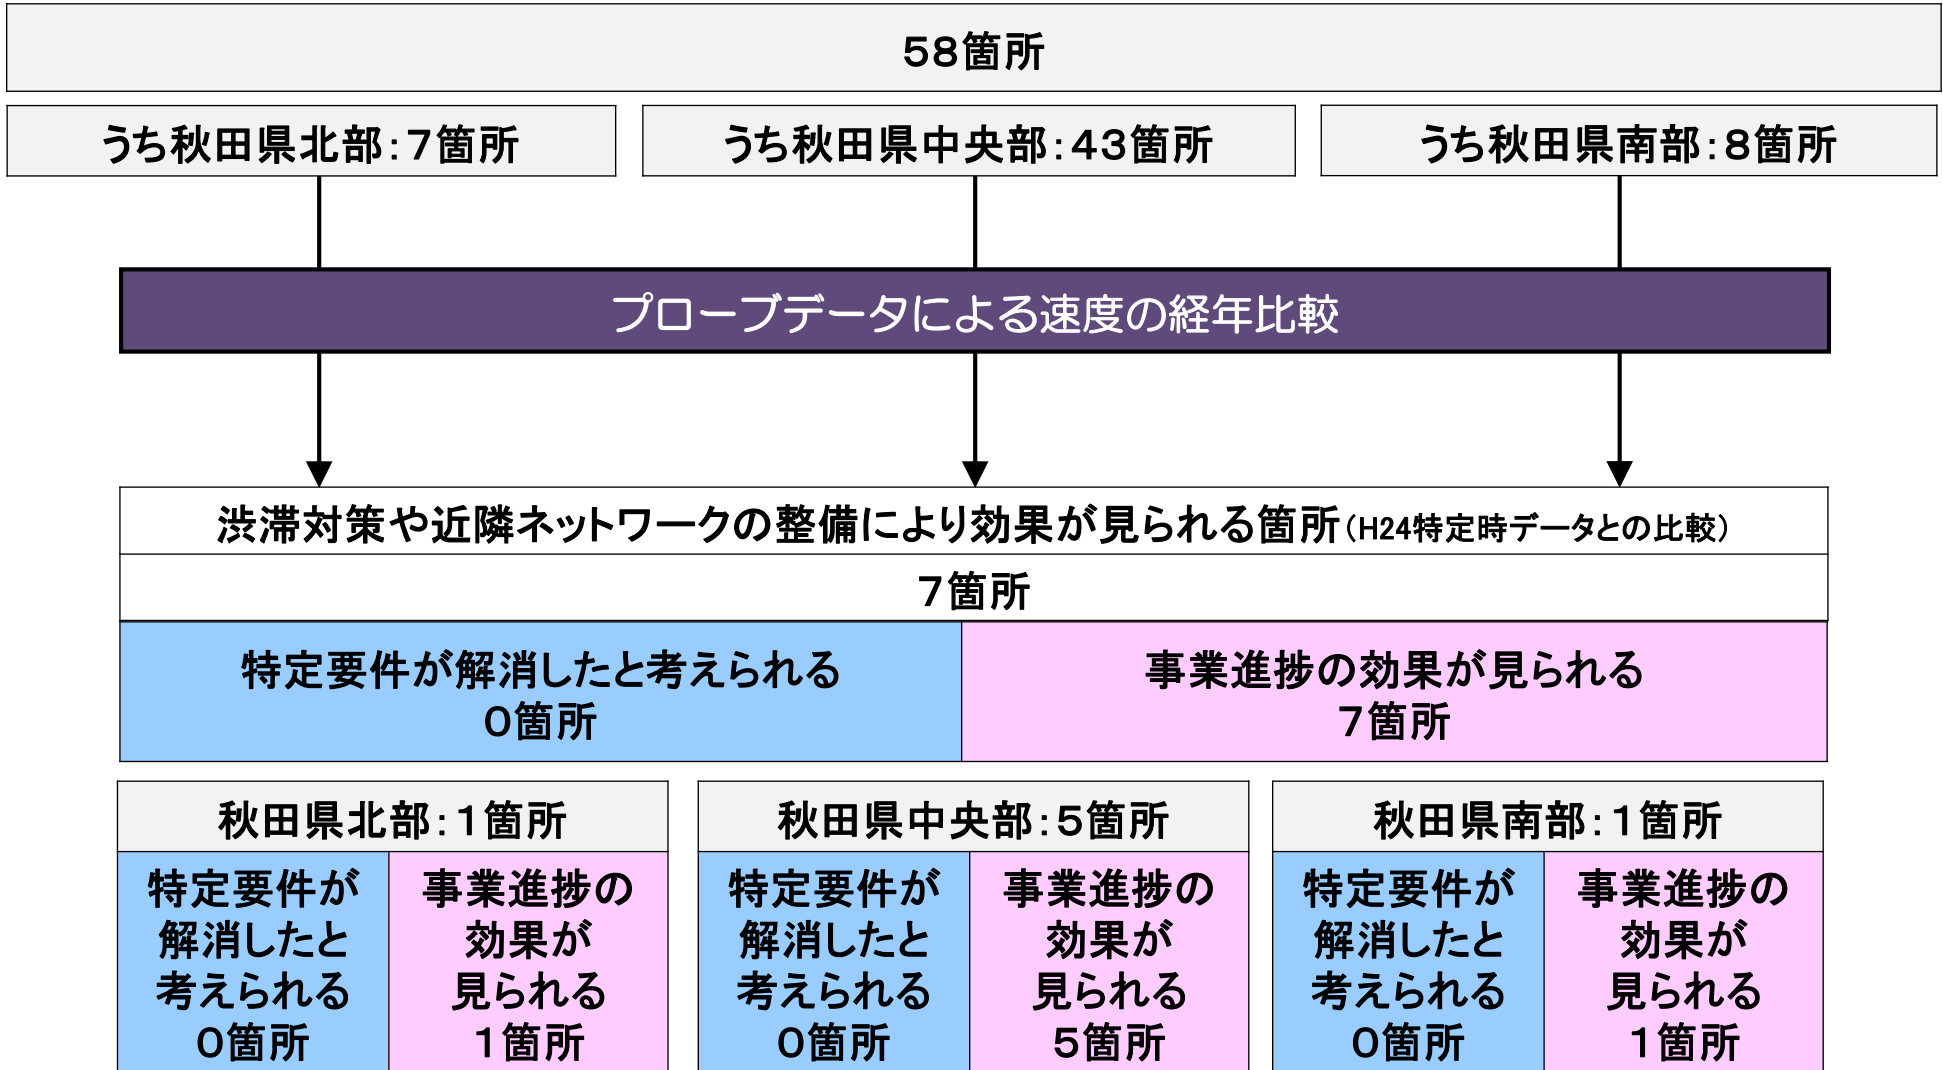 58箇所
うち秋田県北部：7箇所
うち秋田県中央部：43箇所
うち秋田県南部：8箇所
プローブデータによる速度の経年比較
渋滞対策や近隣ネットワークの整備により効果が見られる箇所（H24特定時データとの比較）
7箇所
特定要件が解消したと考えられる
0箇所
事業進捗の効果が見られる
7箇所
秋田県北部：1箇所
特定要件が
解消したと
考えられる
0箇所
事業進捗の
効果が
見られる
1箇所
秋田県中央部：5箇所
特定要件が
解消したと
考えられる
0箇所
事業進捗の
効果が
見られる
5箇所
秋田県南部：1箇所
特定要件が
解消したと
考えられる
0箇所
事業進捗の
効果が
見られる
1箇所